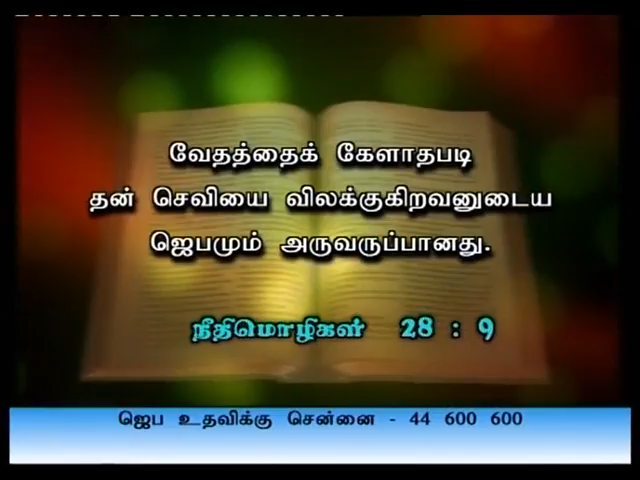 வேதத்தைக் கேளாதபடி
தன் செவியை விலக்குகிறவனுடைய
ஜெபமும் அருவருப்பானது.
நீதிமொழிகள் 28 : 9
ஜெப உதவிக்கு சென்னை - 44 600 600